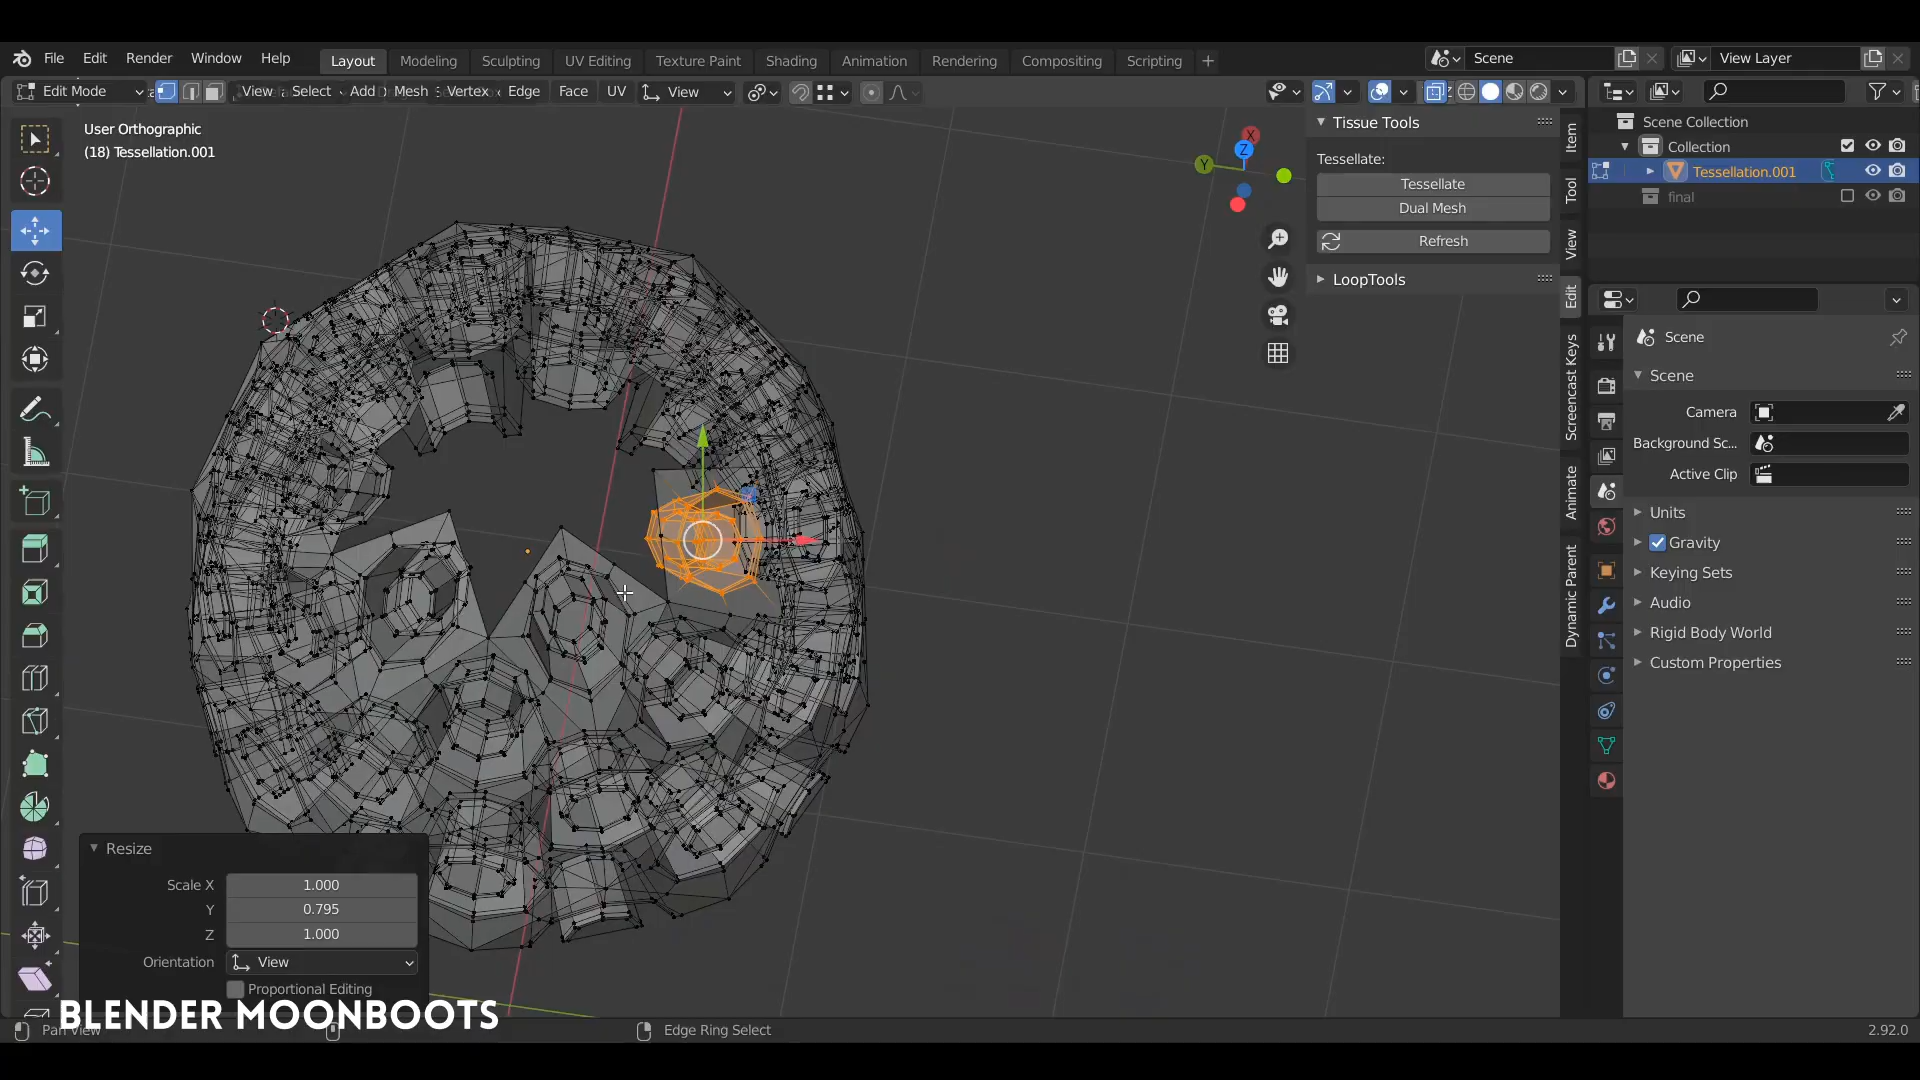 File Edit Render Window Help Layout Modeling Sculpting UV Editing Texture Paint Shading Animation Rendering Compositing Scripting + Scene View Layer
Edit Mode View Select Add Mesh Vertex Edge Face UV View
User Orthographic
(18) Tessellation.001
X
Y
Z
Tissue Tools
Tessellate:
Tessellate
Dual Mesh
Refresh
LoopTools
Item
Tool
View
Edit
Screencast Keys
Animate
Dynamic Parent
Scene Collection
Collection
Tessellation.001
final
Scene
Scene
Camera
Background Sc...
Active Clip
Units
Gravity
Keying Sets
Audio
Rigid Body World
Custom Properties
Resize
Scale X 1.000
Y 0.795
Z 1.000
Orientation View
Proportional Editing
BLENDER MOONBOOTS
Pan View Edge Ring Select 2.92.0